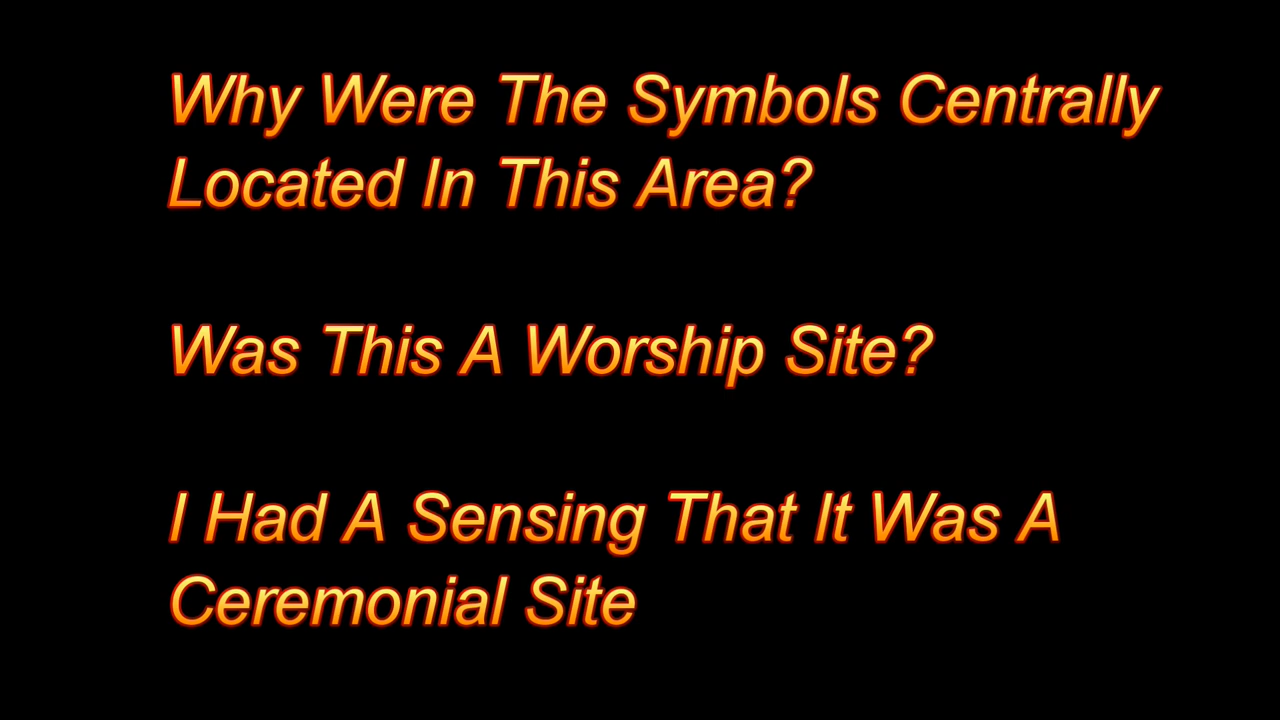 Why Were The Symbols Centrally
Located In This Area?
Was This A Worship Site?
I Had A Sensing That It Was A
Ceremonial Site